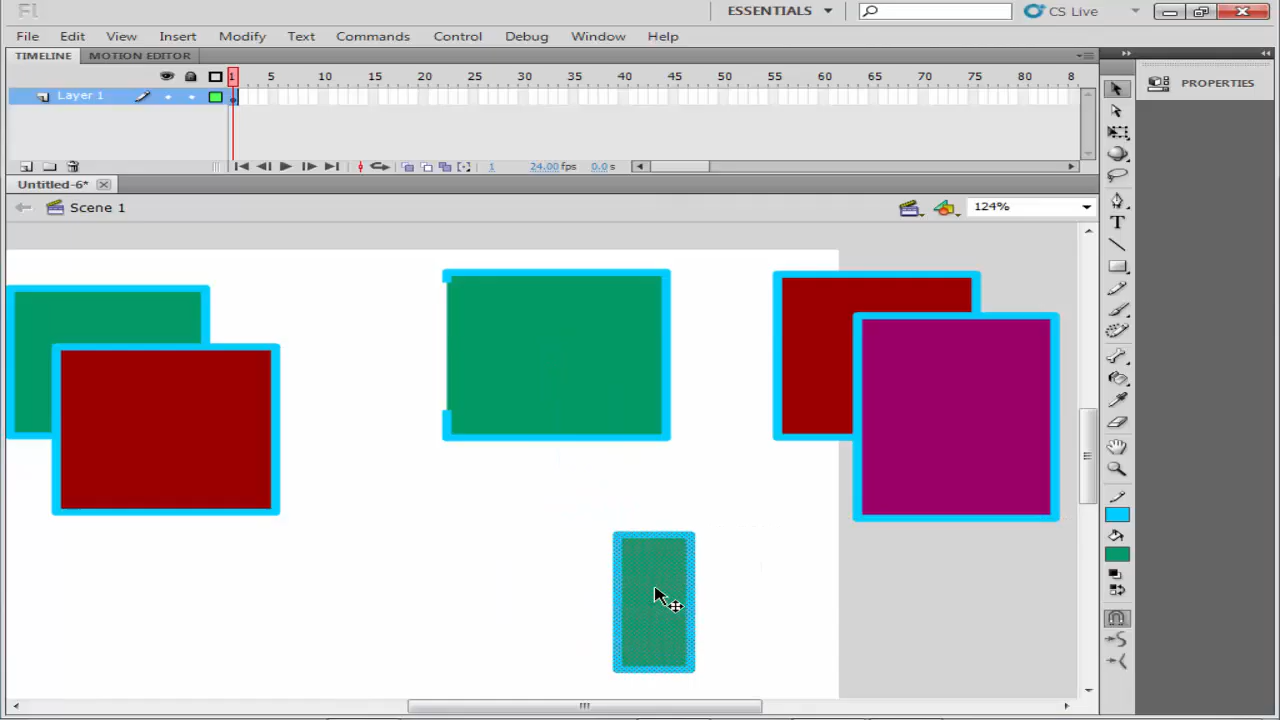 Fl ESSENTIALS CS Live
File Edit View Insert Modify Text Commands Control Debug Window Help
TIMELINE MOTION EDITOR
PROPERTIES
1 5 10 15 20 25 30 35 40 45 50 55 60 65 70 75 80 8
Layer 1
1 24.00 fps 0.0 s
Untitled-6*
Scene 1 124%
T